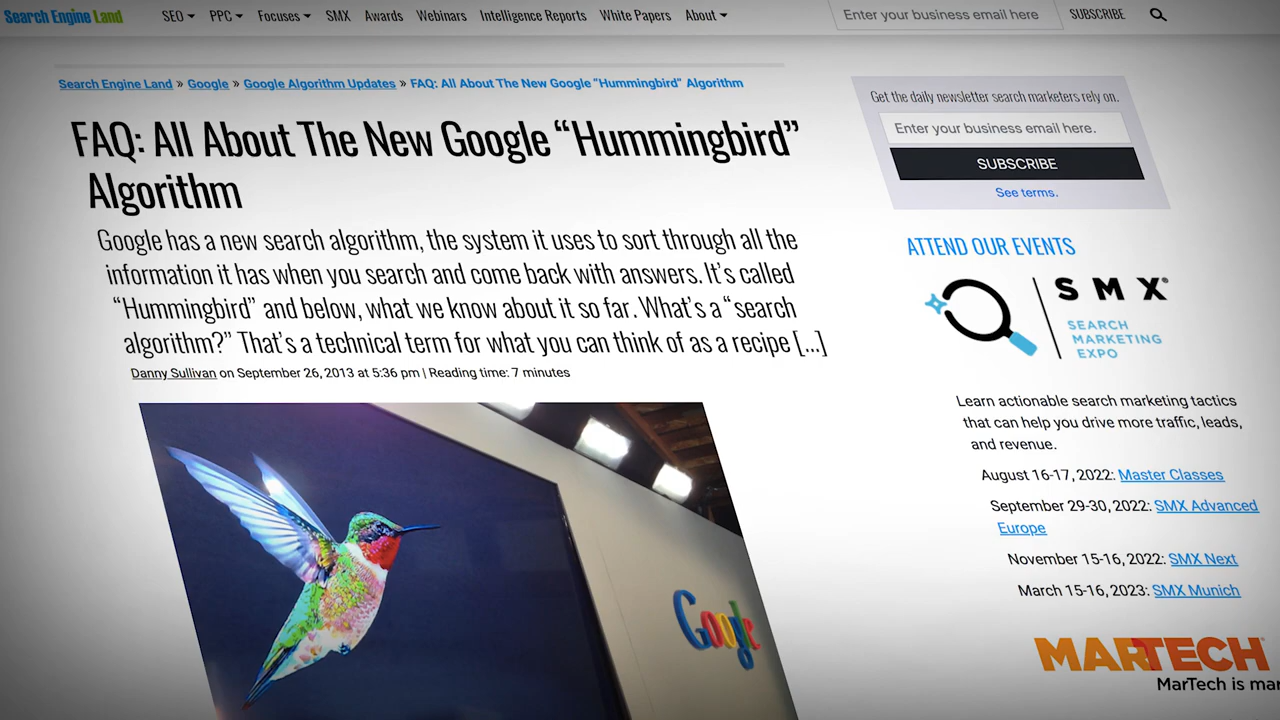 Search Engine Land
SEO PPC Focuses SMX Awards Webinars Intelligence Reports White Papers About
Enter your business email here
SUBSCRIBE
Search Engine Land » Google » Google Algorithm Updates » FAQ: All About The New Google “Hummingbird” Algorithm
FAQ: All About The New Google “Hummingbird”
Algorithm
Google has a new search algorithm, the system it uses to sort through all the
information it has when you search and come back with answers. It’s called
“Hummingbird” and below, what we know about it so far. What’s a “search
algorithm?” That’s a technical term for what you can think of as a recipe [...]
Danny Sullivan on September 26, 2013 at 5:36 pm | Reading time: 7 minutes
Google
Get the daily newsletter search marketers rely on.
Enter your business email here.
SUBSCRIBE
See terms.
ATTEND OUR EVENTS
SMX®
SEARCH
MARKETING
EXPO
Learn actionable search marketing tactics
that can help you drive more traffic, leads,
and revenue.
August 16-17, 2022: Master Classes
September 29-30, 2022: SMX Advanced
Europe
November 15-16, 2022: SMX Next
March 15-16, 2023: SMX Munich
MARTECH
MarTech is mar